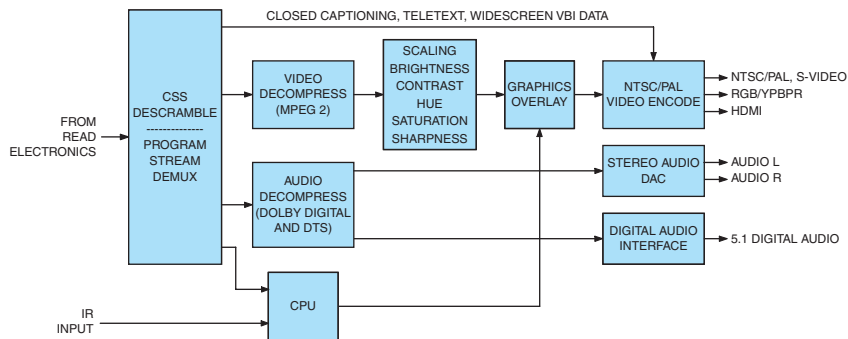 CLOSED CAPTIONING, TELETEXT, WIDESCREEN VBI DATA
FROM
READ
ELECTRONICS
CSS
DESCRAMBLE
--------------
PROGRAM
STREAM
DEMUX
VIDEO
DECOMPRESS
(MPEG 2)
SCALING
BRIGHTNESS
CONTRAST
HUE
SATURATION
SHARPNESS
GRAPHICS
OVERLAY
NTSC/PAL
VIDEO ENCODE
NTSC/PAL, S-VIDEO
RGB/YPBPR
HDMI
AUDIO
DECOMPRESS
(DOLBY DIGITAL
AND DTS)
STEREO AUDIO
DAC
AUDIO L
AUDIO R
DIGITAL AUDIO
INTERFACE
5.1 DIGITAL AUDIO
CPU
IR
INPUT